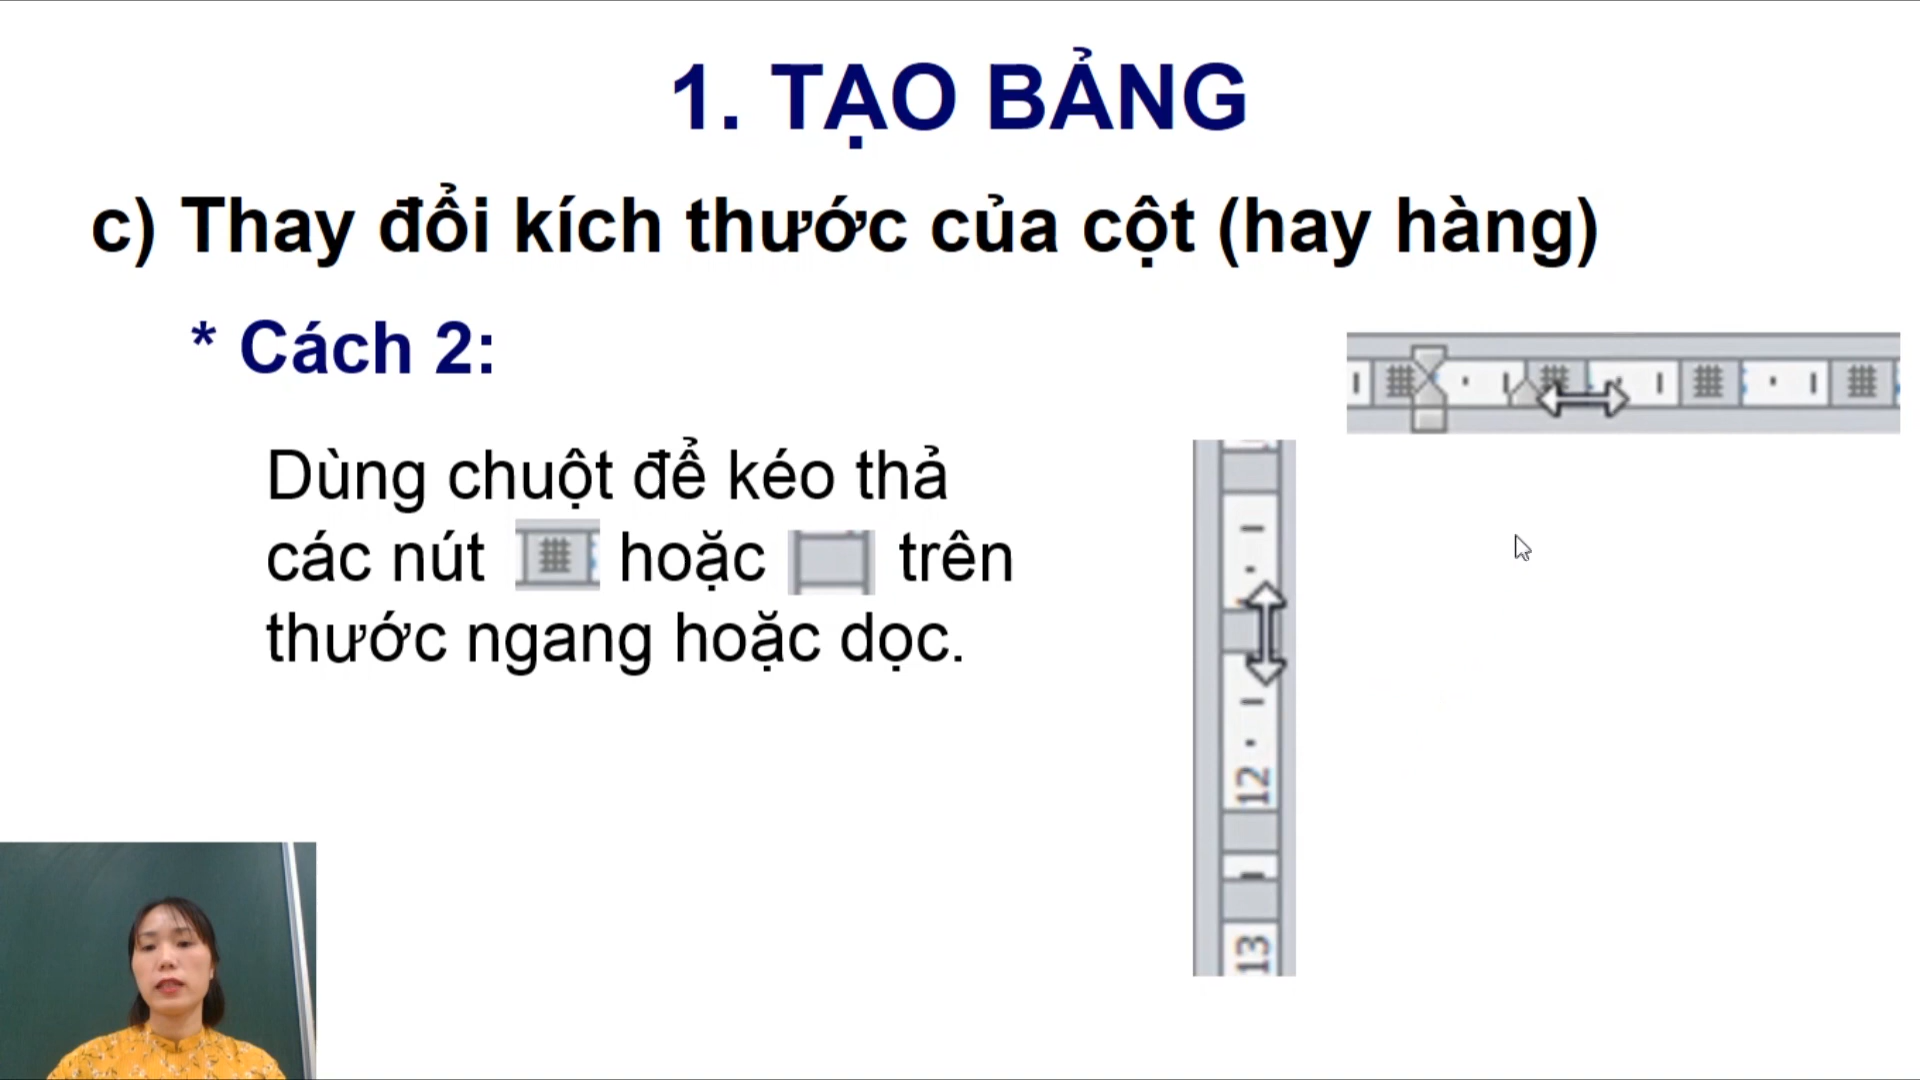 1. TẠO BẢNG
c) Thay đổi kích thước của cột (hay hàng)
* Cách 2:
Dùng chuột để kéo thả
các nút hoặc trên
thước ngang hoặc dọc.
12
13